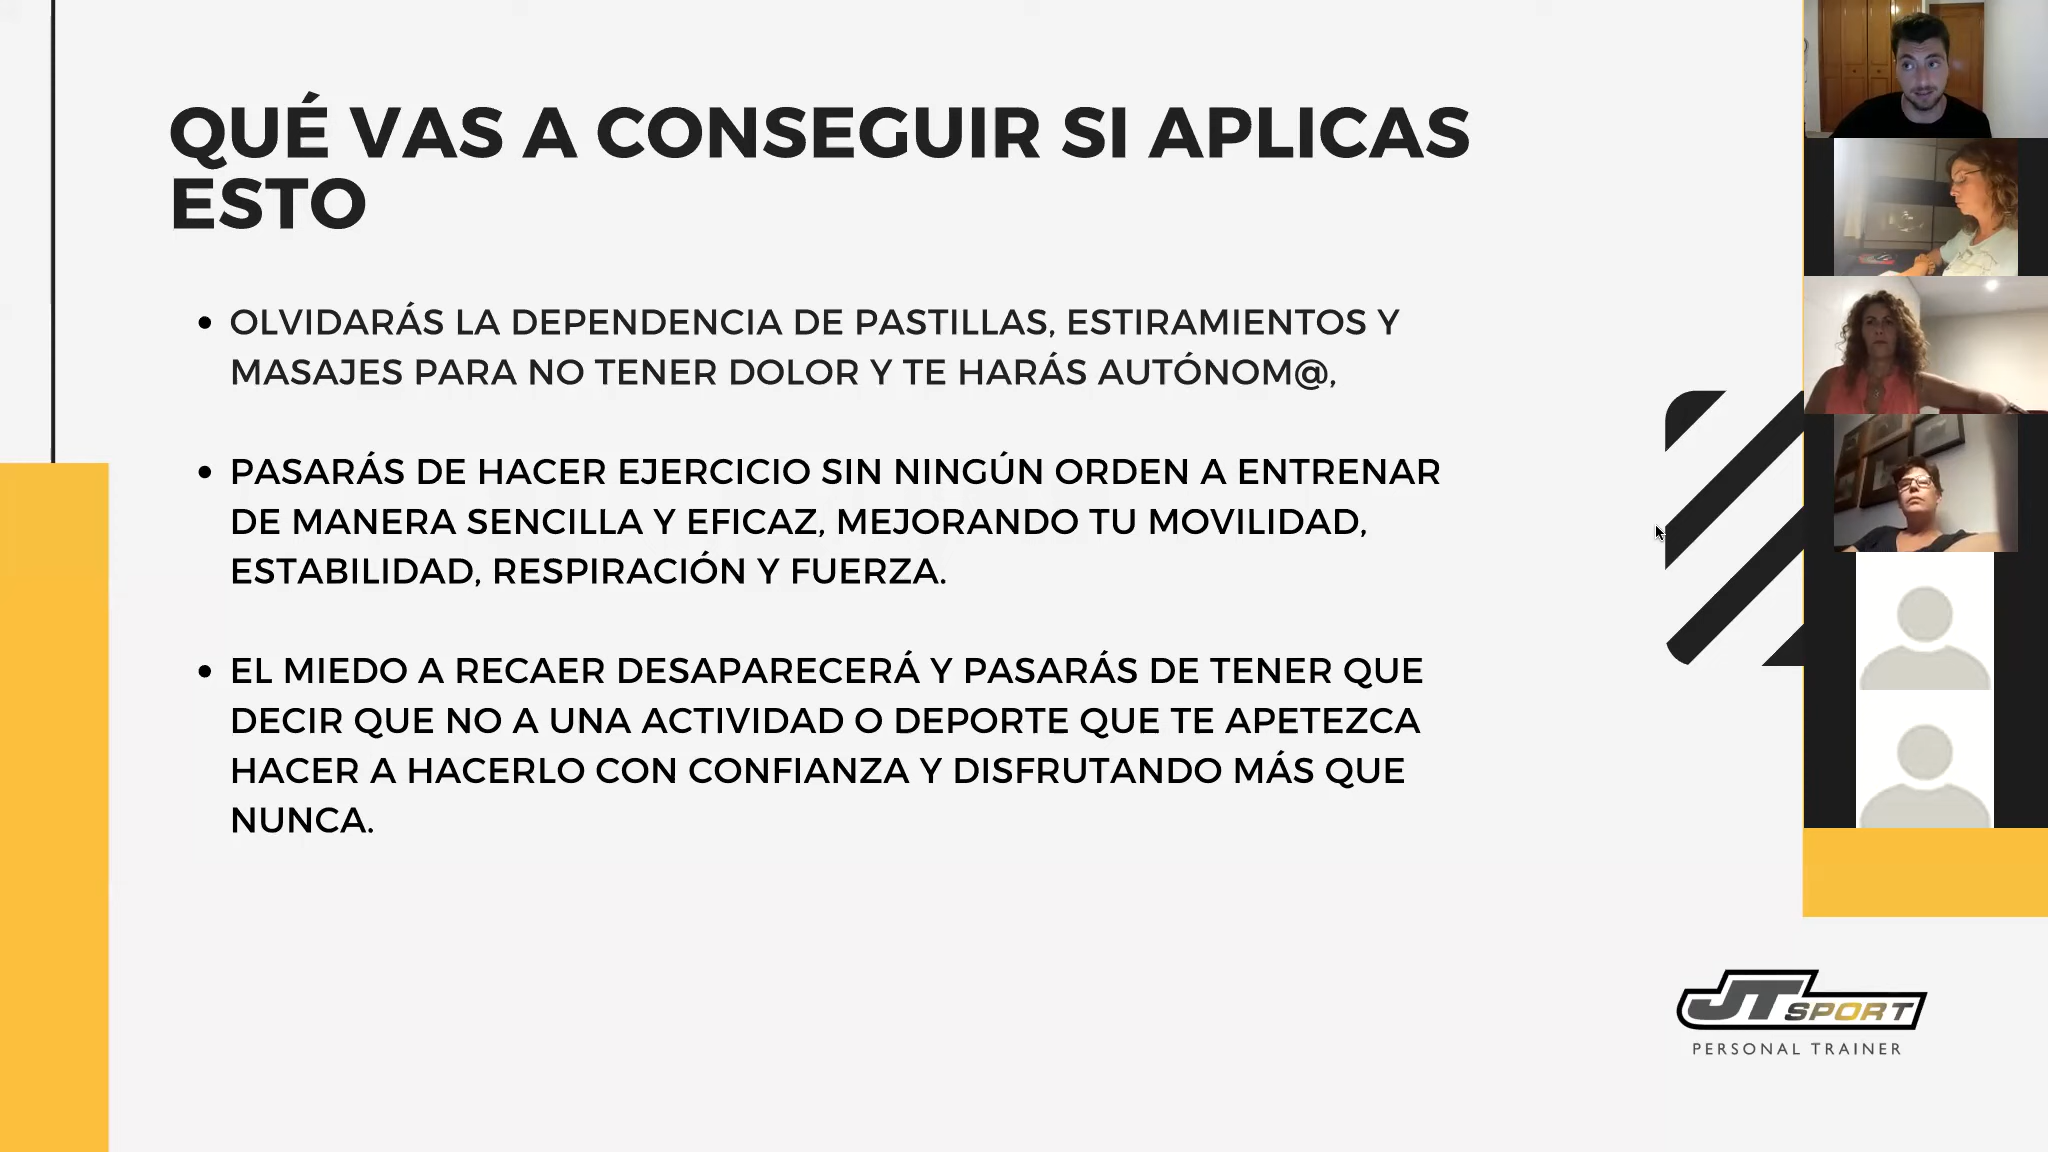 QUÉ VAS A CONSEGUIR SI APLICAS
ESTO
• OLVIDARÁS LA DEPENDENCIA DE PASTILLAS, ESTIRAMIENTOS Y
MASAJES PARA NO TENER DOLOR Y TE HARÁS AUTÓNOM@,
• PASARÁS DE HACER EJERCICIO SIN NINGÚN ORDEN A ENTRENAR
DE MANERA SENCILLA Y EFICAZ, MEJORANDO TU MOVILIDAD,
ESTABILIDAD, RESPIRACIÓN Y FUERZA.
• EL MIEDO A RECAER DESAPARECERÁ Y PASARÁS DE TENER QUE
DECIR QUE NO A UNA ACTIVIDAD O DEPORTE QUE TE APETEZCA
HACER A HACERLO CON CONFIANZA Y DISFRUTANDO MÁS QUE
NUNCA.
JT SPORT
PERSONAL TRAINER